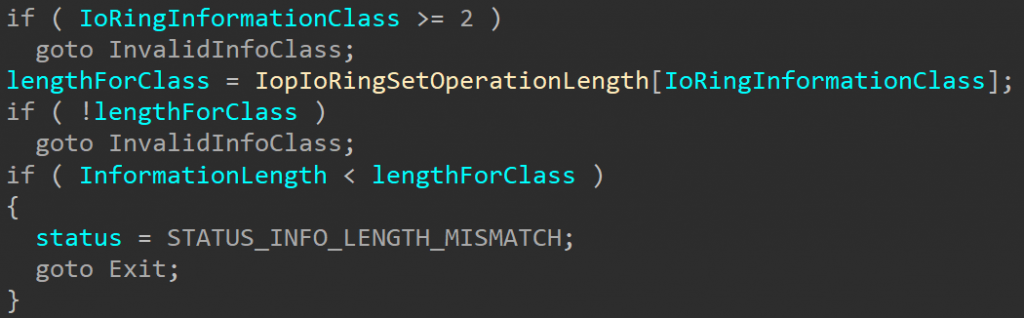 if ( IoRingInformationClass >= 2 )
  goto InvalidInfoClass;
lengthForClass = IopIoRingSetOperationLength[IoRingInformationClass];
if ( !lengthForClass )
  goto InvalidInfoClass;
if ( InformationLength < lengthForClass )
{
  status = STATUS_INFO_LENGTH_MISMATCH;
  goto Exit;
}